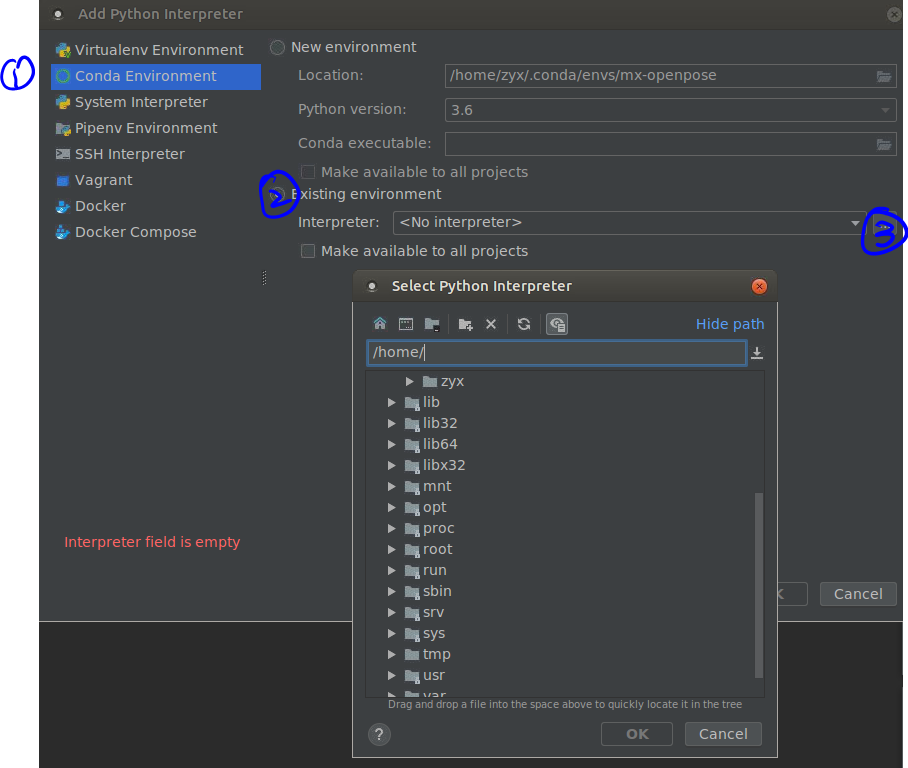 Add Python Interpreter
1
Virtualenv Environment
Conda Environment
System Interpreter
Pipenv Environment
SSH Interpreter
Vagrant
Docker
Docker Compose
New environment
Location: /home/zyx/.conda/envs/mx-openpose
Python version: 3.6
Conda executable:
Make available to all projects
2
Existing environment
Interpreter: <No interpreter>
3
Make available to all projects
Interpreter field is empty
Cancel
Select Python Interpreter
Hide path
/home/
zyx
lib
lib32
lib64
libx32
mnt
opt
proc
root
run
sbin
srv
sys
tmp
usr
var
Drag and drop a file into the space above to quickly locate it in the tree
?
OK
Cancel